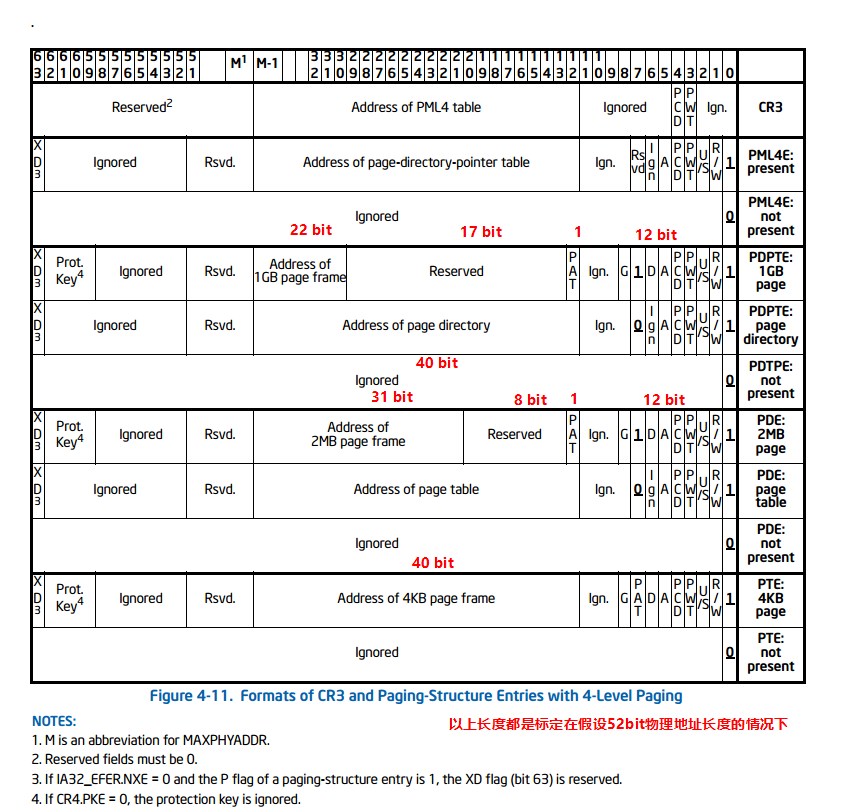 .
6 6 6 6 5 5 5 5 5 5 5 5 5 M¹ M-1 3 3 3 2 2 2 2 2 2 2 2 2 2 1 1 1 1 1 1 1 1 1 1
3 2 1 0 9 8 7 6 5 4 3 2 1 2 1 0 9 8 7 6 5 4 3 2 1 0 9 8 7 6 5 4 3 2 1 0 9 8 7 6 5 4 3 2 1 0
Reserved² Address of PML4 table Ignored PCD PWT Ign. CR3
XD3 Ignored Rsvd. Address of page-directory-pointer table Ign. Rsvd Ign A PCD PWT U/S R/W 1 PML4E: present
Ignored 0 PML4E: not present
22 bit 17 bit 1 12 bit
XD3 Prot. Key⁴ Ignored Rsvd. Address of 1GB page frame Reserved PAT Ign. G 1 D A PCD PWT U/S R/W 1 PDPTE: 1GB page
XD3 Ignored Rsvd. Address of page directory Ign. 0 Ign A PCD PWT U/S R/W 1 PDPTE: page directory
40 bit
Ignored 0 PDTPE: not present
31 bit 8 bit 1 12 bit
XD3 Prot. Key⁴ Ignored Rsvd. Address of 2MB page frame Reserved PAT Ign. G 1 D A PCD PWT U/S R/W 1 PDE: 2MB page
XD3 Ignored Rsvd. Address of page table Ign. 0 Ign A PCD PWT U/S R/W 1 PDE: page table
Ignored 0 PDE: not present
40 bit
XD3 Prot. Key⁴ Ignored Rsvd. Address of 4KB page frame Ign. G PAT D A PCD PWT U/S R/W 1 PTE: 4KB page
Ignored 0 PTE: not present
Figure 4-11. Formats of CR3 and Paging-Structure Entries with 4-Level Paging
NOTES:
以上长度都是标定在假设52bit物理地址长度的情况下
1. M is an abbreviation for MAXPHYADDR.
2. Reserved fields must be 0.
3. If IA32_EFER.NXE = 0 and the P flag of a paging-structure entry is 1, the XD flag (bit 63) is reserved.
4. If CR4.PKE = 0, the protection key is ignored.